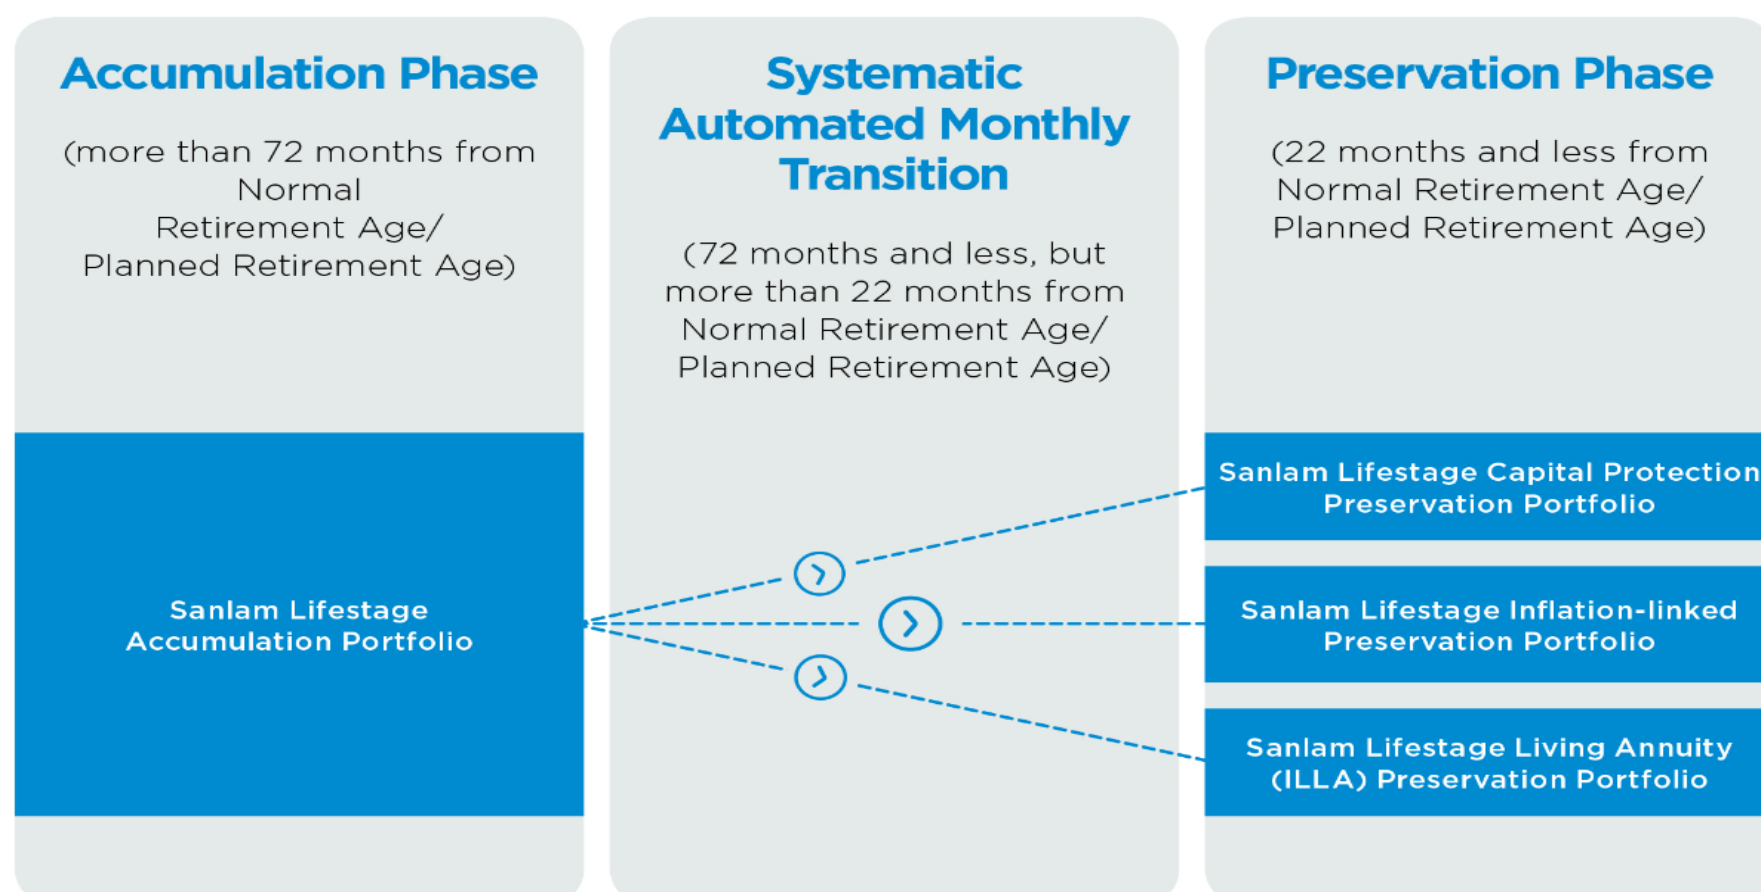 Accumulation Phase
(more than 72 months from
Normal
Retirement Age/
Planned Retirement Age)
Sanlam Lifestage
Accumulation Portfolio
Systematic
Automated Monthly
Transition
(72 months and less, but
more than 22 months from
Normal Retirement Age/
Planned Retirement Age)
Preservation Phase
(22 months and less from
Normal Retirement Age/
Planned Retirement Age)
Sanlam Lifestage Capital Protection
Preservation Portfolio
Sanlam Lifestage Inflation-linked
Preservation Portfolio
Sanlam Lifestage Living Annuity
(ILLA) Preservation Portfolio